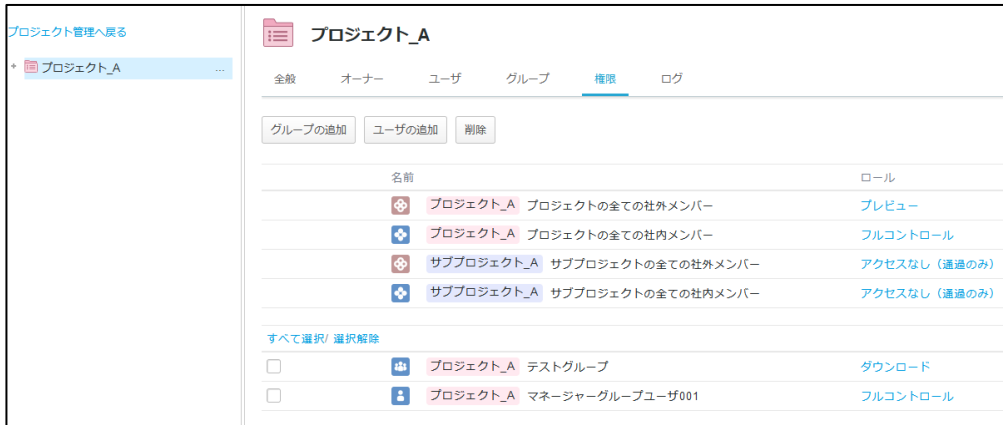 プロジェクト管理へ戻る
プロジェクト_A ...
プロジェクト_A
全般 オーナー ユーザ グループ 権限 ログ
グループの追加 ユーザの追加 削除
名前 ロール
プロジェクト_A プロジェクトの全ての社外メンバー プレビュー
プロジェクト_A プロジェクトの全ての社内メンバー フルコントロール
サブプロジェクト_A サブプロジェクトの全ての社外メンバー アクセスなし（通過のみ）
サブプロジェクト_A サブプロジェクトの全ての社内メンバー アクセスなし（通過のみ）
すべて選択/ 選択解除
プロジェクト_A テストグループ ダウンロード
プロジェクト_A マネージャーグループユーザ001 フルコントロール